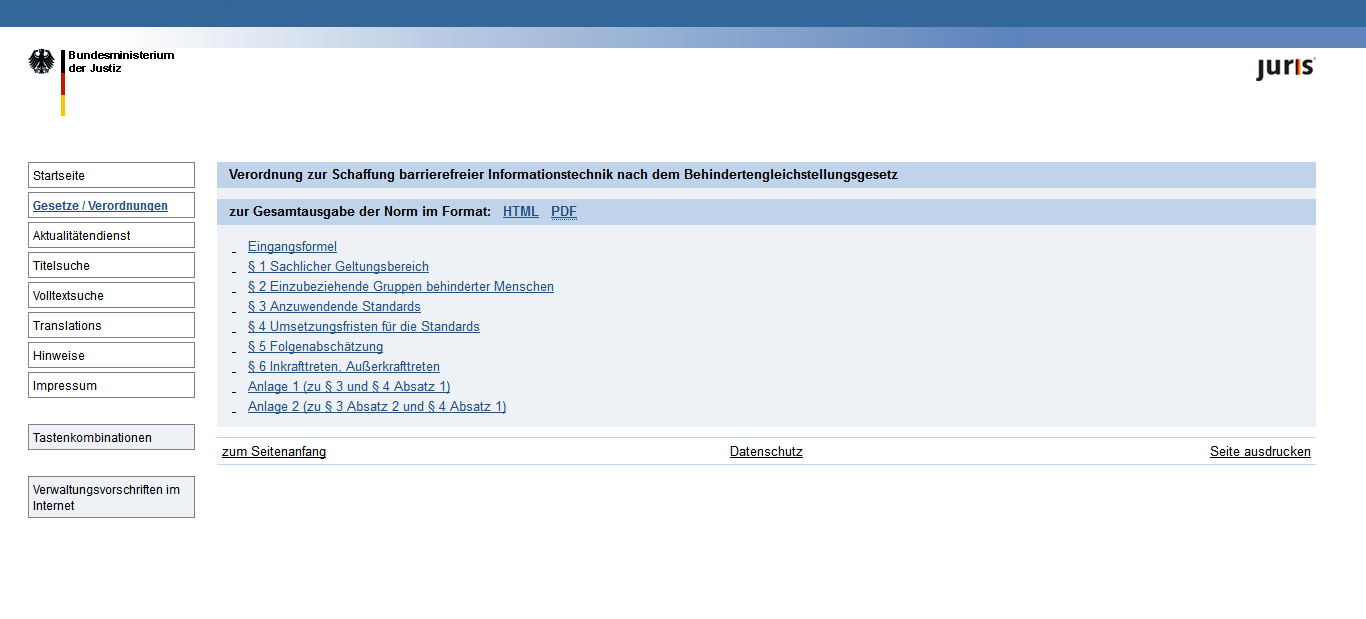 Bundesministerium
der Justiz
juris
Startseite
Gesetze / Verordnungen
Aktualitätendienst
Titelsuche
Volltextsuche
Translations
Hinweise
Impressum
Tastenkombinationen
Verwaltungsvorschriften im
Internet
Verordnung zur Schaffung barrierefreier Informationstechnik nach dem Behindertengleichstellungsgesetz
zur Gesamtausgabe der Norm im Format: HTML PDF
Eingangsformel
§ 1 Sachlicher Geltungsbereich
§ 2 Einzubeziehende Gruppen behinderter Menschen
§ 3 Anzuwendende Standards
§ 4 Umsetzungsfristen für die Standards
§ 5 Folgenabschätzung
§ 6 Inkrafttreten, Außerkrafttreten
Anlage 1 (zu § 3 und § 4 Absatz 1)
Anlage 2 (zu § 3 Absatz 2 und § 4 Absatz 1)
zum Seitenanfang Datenschutz Seite ausdrucken